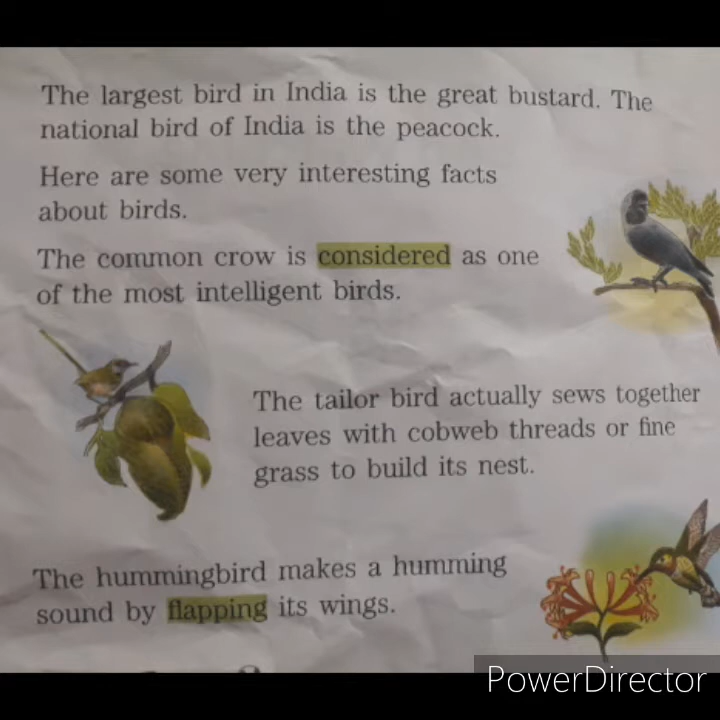 The largest bird in India is the great bustard. The
national bird of India is the peacock.
Here are some very interesting facts
about birds.
The common crow is considered as one
of the most intelligent birds.
The tailor bird actually sews together
leaves with cobweb threads or fine
grass to build its nest.
The hummingbird makes a humming
sound by flapping its wings.
PowerDirector